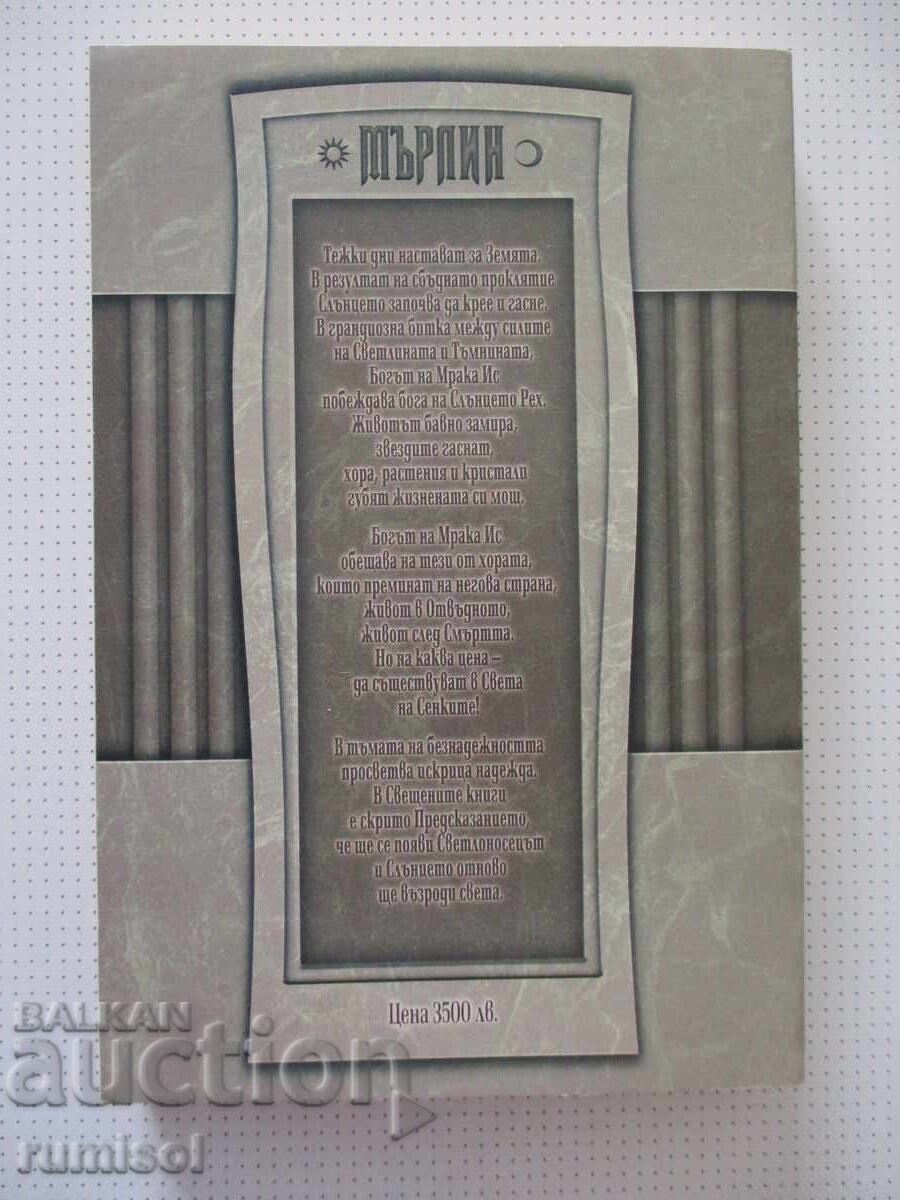 МЪРЛИН
Тежки дни настават за Земята.
В резултат на сбъднато проклятие
Слънцето започва да крее и гасне.
В грандиозна битка между силите
на Светлината и Тъмнината,
Богът на Мрака Ис
побеждава бога на Слънцето Рех.
Животът бавно замира,
звездите гаснат,
хора, растения и кристали
губят жизнената си мощ.
Богът на Мрака Ис
обещава на тези от хората,
които преминат на негова страна,
живот в Отвъдното,
живот след Смъртта.
Но на каква цена –
да съществуват в Света
на Сенките!
В тъмата на безнадежността
просветва искрица надежда.
В Свещените книги
е скрито Предсказанието,
че ще се появи Светлоносецът
и Слънцето отново
ще възроди света.
Цена 3500 лв.
BALKAN
auction
rumisol